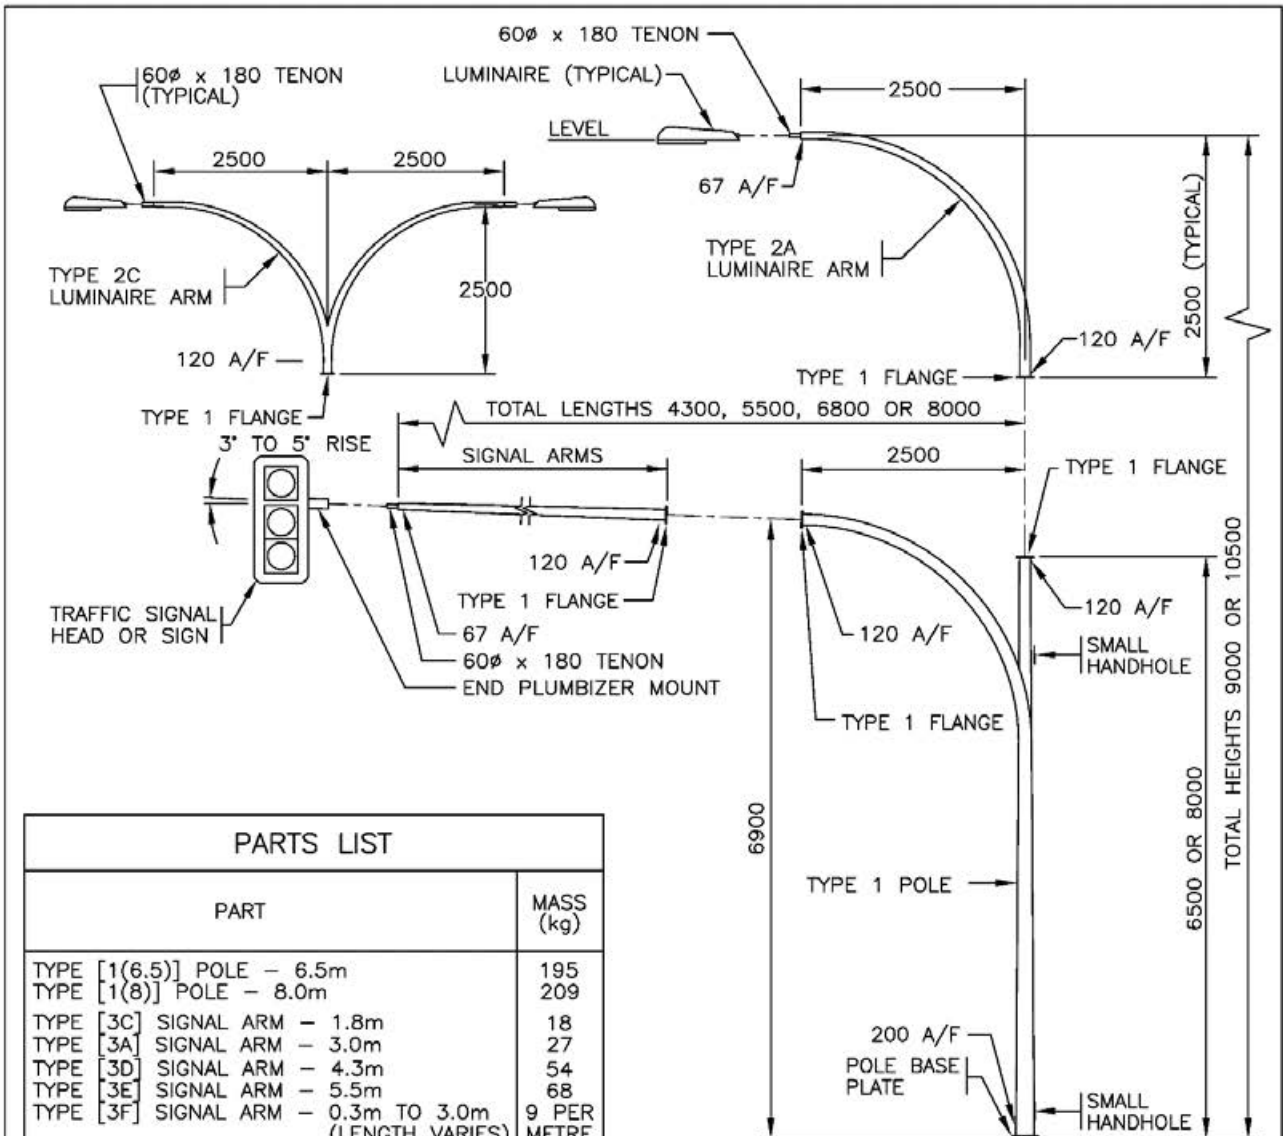 60ø x 180 TENON
LUMINAIRE (TYPICAL)
60ø x 180 TENON
(TYPICAL)
2500
LEVEL
2500
2500
67 A/F
TYPE 2A
LUMINAIRE ARM
2500 (TYPICAL)
TYPE 2C
LUMINAIRE ARM
2500
120 A/F
120 A/F
TYPE 1 FLANGE
TYPE 1 FLANGE
TOTAL LENGTHS 4300, 5500, 6800 OR 8000
3° TO 5° RISE
SIGNAL ARMS
2500
TYPE 1 FLANGE
120 A/F
TYPE 1 FLANGE
120 A/F
TRAFFIC SIGNAL
HEAD OR SIGN
67 A/F
120 A/F
60ø x 180 TENON
SMALL
HANDHOLE
END PLUMBIZER MOUNT
TYPE 1 FLANGE
TOTAL HEIGHTS 9000 OR 10500
6900
6500 OR 8000
TYPE 1 POLE
200 A/F
POLE BASE
PLATE
SMALL
HANDHOLE
PARTS LIST
PART MASS
(kg)
TYPE [1(6.5)] POLE – 6.5m 195
TYPE [1(8)] POLE – 8.0m 209
TYPE [3C] SIGNAL ARM – 1.8m 18
TYPE [3A] SIGNAL ARM – 3.0m 27
TYPE [3D] SIGNAL ARM – 4.3m 54
TYPE [3E] SIGNAL ARM – 5.5m 68
TYPE [3F] SIGNAL ARM – 0.3m TO 3.0m 9 PER
(LENGTH VARIES) METRE